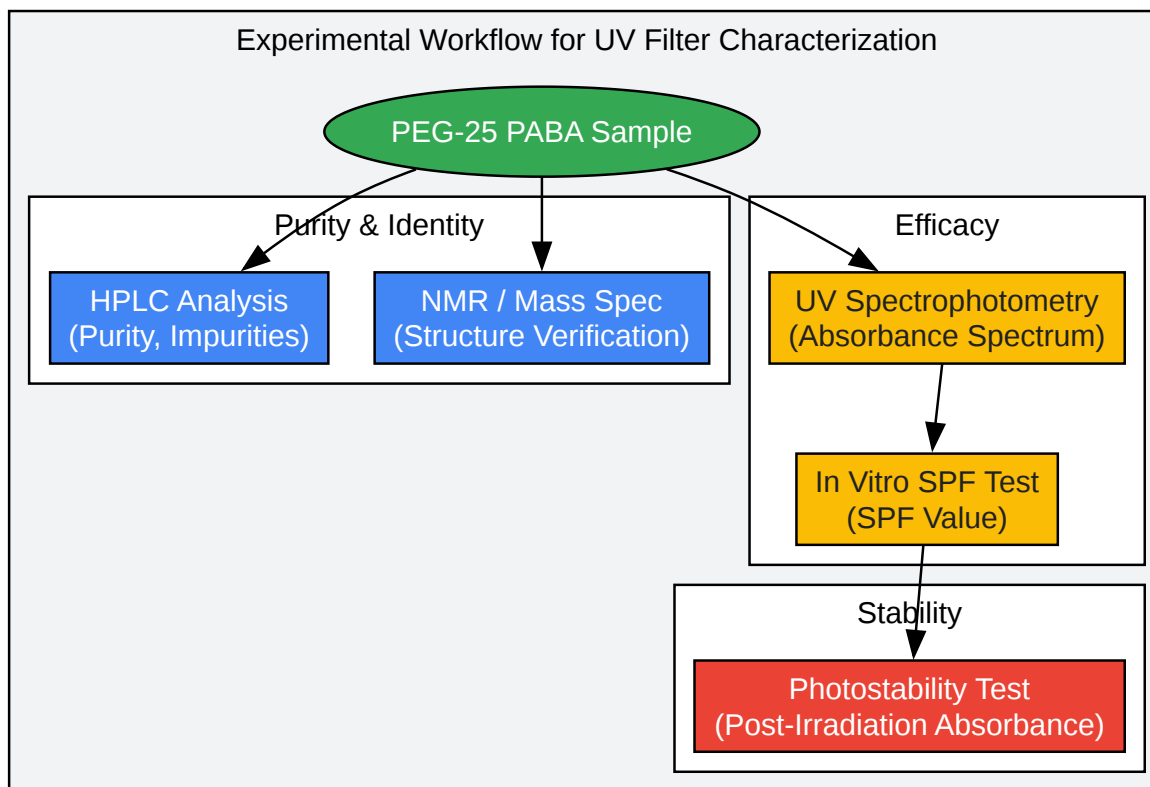 Experimental Workflow for UV Filter Characterization
PEG-25 PABA Sample
Purity & Identity
HPLC Analysis
(Purity, Impurities)
NMR / Mass Spec
(Structure Verification)
Efficacy
UV Spectrophotometry
(Absorbance Spectrum)
In Vitro SPF Test
(SPF Value)
Stability
Photostability Test
(Post-Irradiation Absorbance)